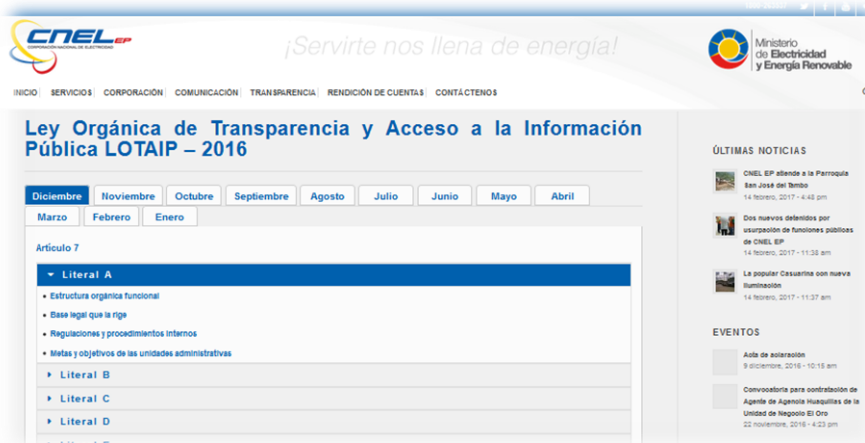 CNEL EP
CORPORACIÓN NACIONAL DE ELECTRICIDAD
¡Servirte nos llena de energía!
Ministerio
de Electricidad
y Energía Renovable
INICIO SERVICIOS CORPORACIÓN COMUNICACIÓN TRANSPARENCIA RENDICIÓN DE CUENTAS CONTÁCTENOS
Ley Orgánica de Transparencia y Acceso a la Información
Pública LOTAIP – 2016
Diciembre Noviembre Octubre Septiembre Agosto Julio Junio Mayo Abril
Marzo Febrero Enero
Artículo 7
Literal A
Estructura orgánica funcional
Base legal que la rige
Regulaciones y procedimientos internos
Metas y objetivos de las unidades administrativas
Literal B
Literal C
Literal D
ÚLTIMAS NOTICIAS
CNEL EP atiende a la Parroquia
San José del Tambo
14 febrero, 2017 - 4:48 pm
Dos nuevos detenidos por
usurpación de funciones públicas
de CNEL EP
14 febrero, 2017 - 11:38 am
La popular Casuarina con nueva
iluminación
14 febrero, 2017 - 11:37 am
EVENTOS
Acta de aclaración
9 diciembre, 2016 - 10:15 am
Convocatoria para contratación de
Agente de Agencia Huaquillas de la
Unidad de Negocio El Oro
22 noviembre, 2016 - 4:23 pm